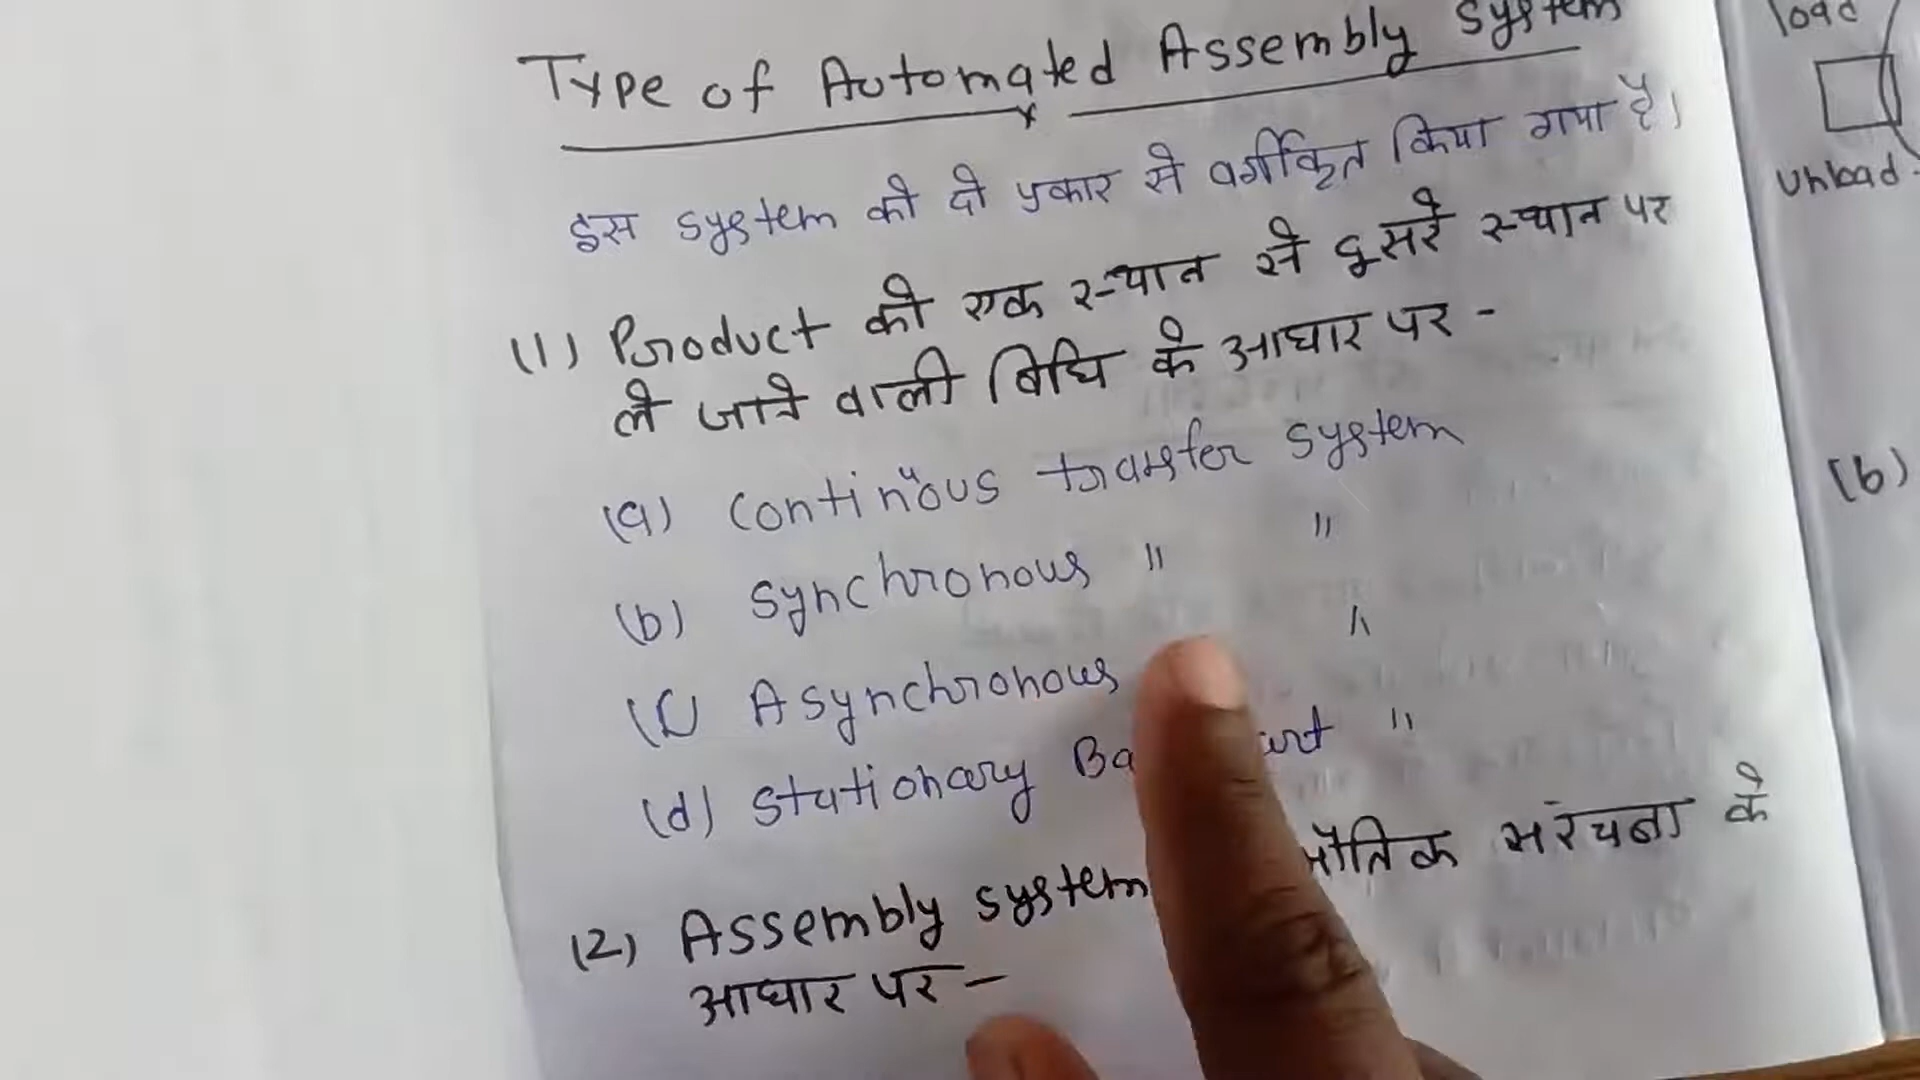 Type of Automated Assembly system
इस system को दो प्रकार से वर्गीकृत किया गया है।
(1) Product को एक स्थान से दूसरे स्थान पर
ले जाने वाली बिधि के आधार पर -
(a) Continuous transfer system
(b) Synchronous " "
(c) Asynchronous "
(d) Stationary "
(2) Assembly system भौतिक संरचना के
आधार पर -
load
unload
(b)